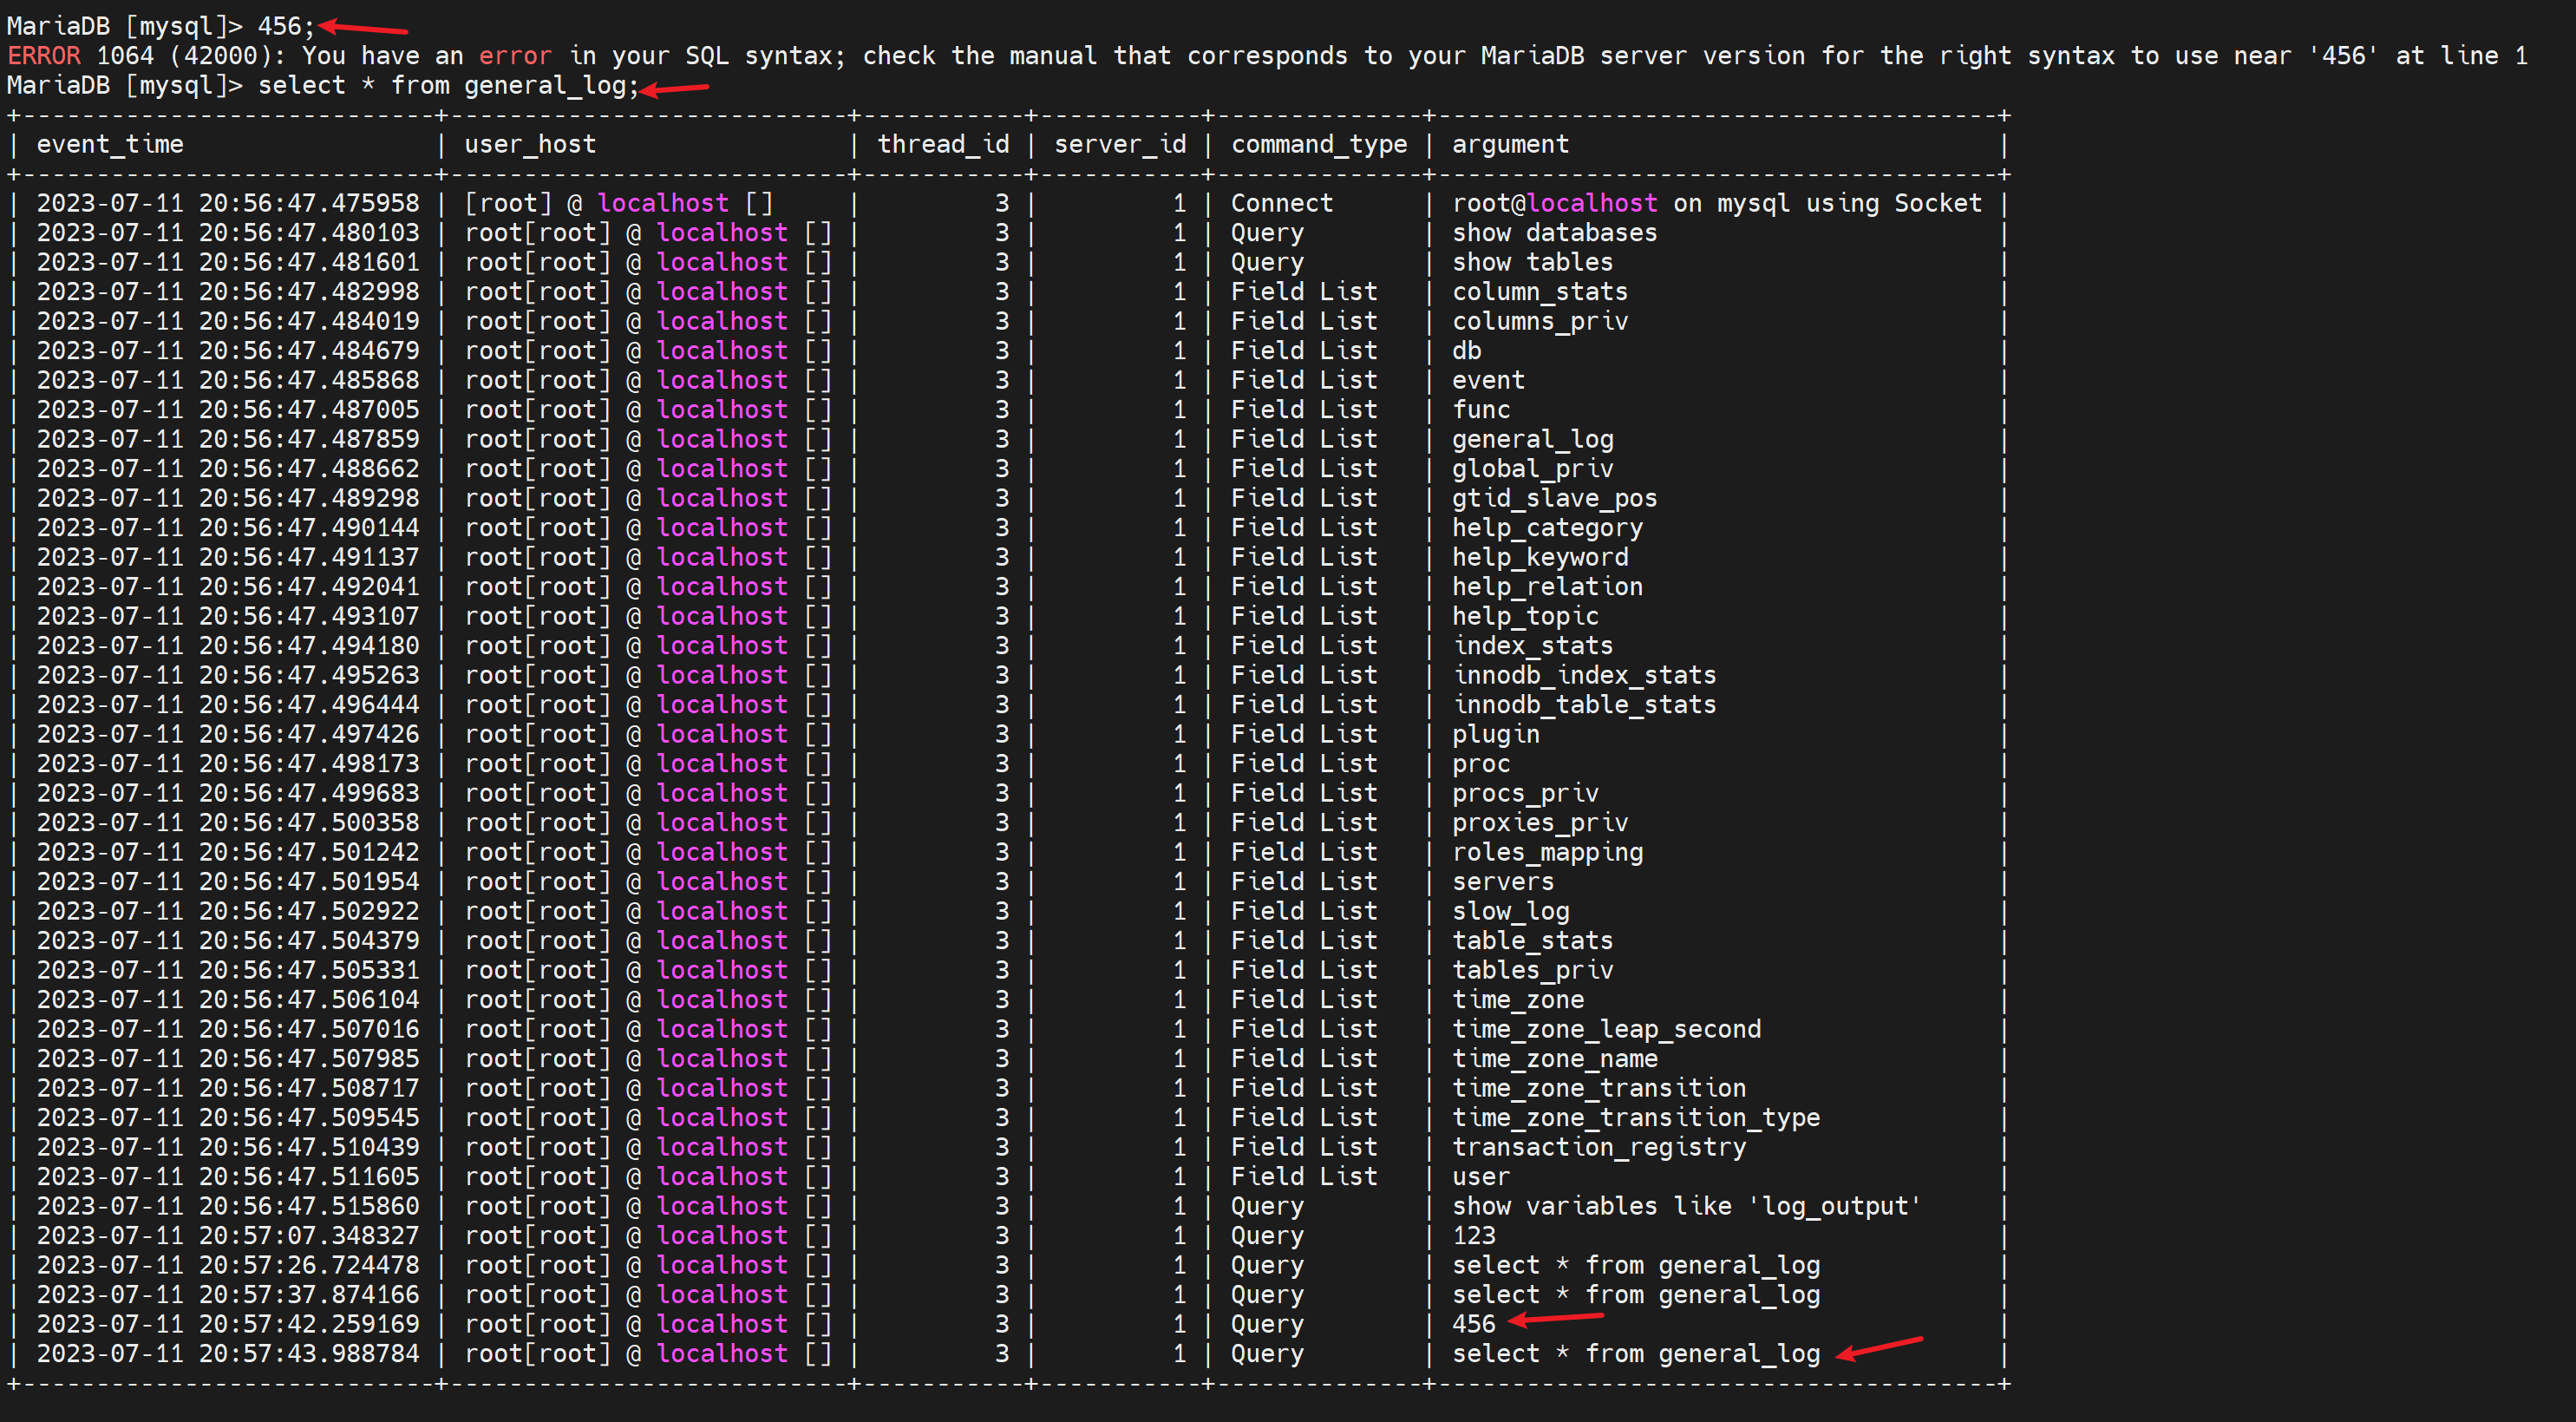 MariaDB [mysql]> 456;
ERROR 1064 (42000): You have an error in your SQL syntax; check the manual that corresponds to your MariaDB server version for the right syntax to use near '456' at line 1
MariaDB [mysql]> select * from general_log;
+----------------------------+---------------------------+-----------+-----------+--------------+--------------------------------------+
| event_time                 | user_host                 | thread_id | server_id | command_type | argument                             |
+----------------------------+---------------------------+-----------+-----------+--------------+--------------------------------------+
| 2023-07-11 20:56:47.475958 | [root] @ localhost []     |         3 |         1 | Connect      | root@localhost on mysql using Socket |
| 2023-07-11 20:56:47.480103 | root[root] @ localhost [] |         3 |         1 | Query        | show databases                       |
| 2023-07-11 20:56:47.481601 | root[root] @ localhost [] |         3 |         1 | Query        | show tables                          |
| 2023-07-11 20:56:47.482998 | root[root] @ localhost [] |         3 |         1 | Field List   | column_stats                         |
| 2023-07-11 20:56:47.484019 | root[root] @ localhost [] |         3 |         1 | Field List   | columns_priv                         |
| 2023-07-11 20:56:47.484679 | root[root] @ localhost [] |         3 |         1 | Field List   | db                                   |
| 2023-07-11 20:56:47.485868 | root[root] @ localhost [] |         3 |         1 | Field List   | event                                |
| 2023-07-11 20:56:47.487005 | root[root] @ localhost [] |         3 |         1 | Field List   | func                                 |
| 2023-07-11 20:56:47.487859 | root[root] @ localhost [] |         3 |         1 | Field List   | general_log                          |
| 2023-07-11 20:56:47.488662 | root[root] @ localhost [] |         3 |         1 | Field List   | global_priv                          |
| 2023-07-11 20:56:47.489298 | root[root] @ localhost [] |         3 |         1 | Field List   | gtid_slave_pos                       |
| 2023-07-11 20:56:47.490144 | root[root] @ localhost [] |         3 |         1 | Field List   | help_category                        |
| 2023-07-11 20:56:47.491137 | root[root] @ localhost [] |         3 |         1 | Field List   | help_keyword                         |
| 2023-07-11 20:56:47.492041 | root[root] @ localhost [] |         3 |         1 | Field List   | help_relation                        |
| 2023-07-11 20:56:47.493107 | root[root] @ localhost [] |         3 |         1 | Field List   | help_topic                           |
| 2023-07-11 20:56:47.494180 | root[root] @ localhost [] |         3 |         1 | Field List   | index_stats                          |
| 2023-07-11 20:56:47.495263 | root[root] @ localhost [] |         3 |         1 | Field List   | innodb_index_stats                   |
| 2023-07-11 20:56:47.496444 | root[root] @ localhost [] |         3 |         1 | Field List   | innodb_table_stats                   |
| 2023-07-11 20:56:47.497426 | root[root] @ localhost [] |         3 |         1 | Field List   | plugin                               |
| 2023-07-11 20:56:47.498173 | root[root] @ localhost [] |         3 |         1 | Field List   | proc                                 |
| 2023-07-11 20:56:47.499683 | root[root] @ localhost [] |         3 |         1 | Field List   | procs_priv                           |
| 2023-07-11 20:56:47.500358 | root[root] @ localhost [] |         3 |         1 | Field List   | proxies_priv                         |
| 2023-07-11 20:56:47.501242 | root[root] @ localhost [] |         3 |         1 | Field List   | roles_mapping                        |
| 2023-07-11 20:56:47.501954 | root[root] @ localhost [] |         3 |         1 | Field List   | servers                              |
| 2023-07-11 20:56:47.502922 | root[root] @ localhost [] |         3 |         1 | Field List   | slow_log                             |
| 2023-07-11 20:56:47.504379 | root[root] @ localhost [] |         3 |         1 | Field List   | table_stats                          |
| 2023-07-11 20:56:47.505331 | root[root] @ localhost [] |         3 |         1 | Field List   | tables_priv                          |
| 2023-07-11 20:56:47.506104 | root[root] @ localhost [] |         3 |         1 | Field List   | time_zone                            |
| 2023-07-11 20:56:47.507016 | root[root] @ localhost [] |         3 |         1 | Field List   | time_zone_leap_second                |
| 2023-07-11 20:56:47.507985 | root[root] @ localhost [] |         3 |         1 | Field List   | time_zone_name                       |
| 2023-07-11 20:56:47.508717 | root[root] @ localhost [] |         3 |         1 | Field List   | time_zone_transition                 |
| 2023-07-11 20:56:47.509545 | root[root] @ localhost [] |         3 |         1 | Field List   | time_zone_transition_type            |
| 2023-07-11 20:56:47.510439 | root[root] @ localhost [] |         3 |         1 | Field List   | transaction_registry                 |
| 2023-07-11 20:56:47.511605 | root[root] @ localhost [] |         3 |         1 | Field List   | user                                 |
| 2023-07-11 20:56:47.515860 | root[root] @ localhost [] |         3 |         1 | Query        | show variables like 'log_output'     |
| 2023-07-11 20:57:07.348327 | root[root] @ localhost [] |         3 |         1 | Query        | 123                                  |
| 2023-07-11 20:57:26.724478 | root[root] @ localhost [] |         3 |         1 | Query        | select * from general_log            |
| 2023-07-11 20:57:37.874166 | root[root] @ localhost [] |         3 |         1 | Query        | select * from general_log            |
| 2023-07-11 20:57:42.259169 | root[root] @ localhost [] |         3 |         1 | Query        | 456                                  |
| 2023-07-11 20:57:43.988784 | root[root] @ localhost [] |         3 |         1 | Query        | select * from general_log            |
+----------------------------+---------------------------+-----------+-----------+--------------+--------------------------------------+